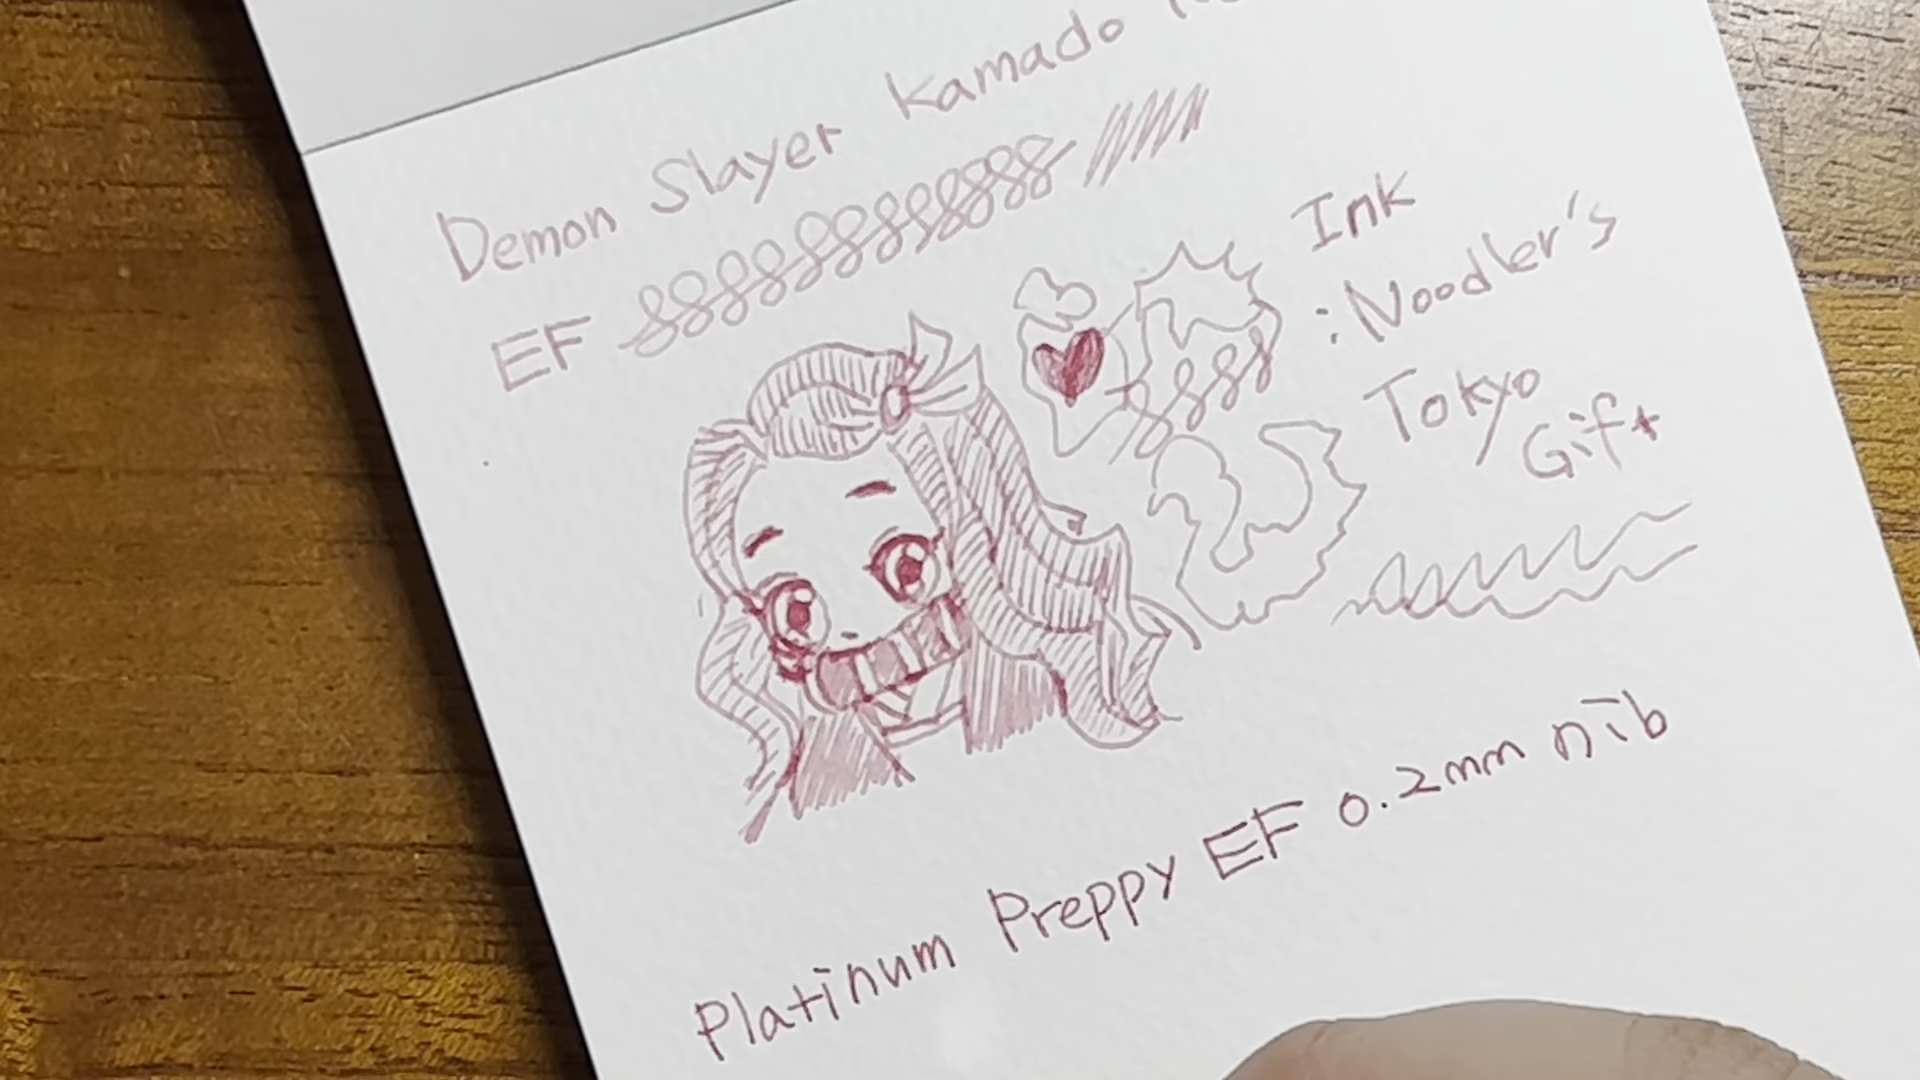 Demon Slayer Kamado
EF
Ink
: Noodler's
Tokyo
Gift
Platinum Preppy EF 0.2mm nib